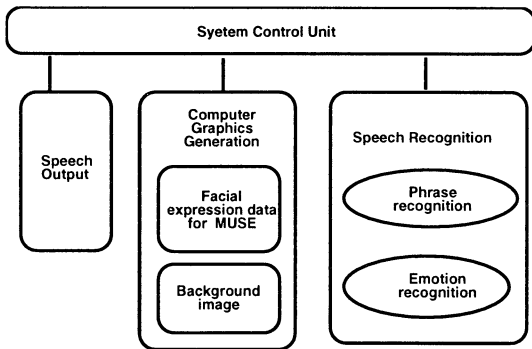 Syetem Control Unit
Speech
Output
Computer
Graphics
Generation
Facial
expression data
for MUSE
Background
image
Speech Recognition
Phrase
recognition
Emotion
recognition